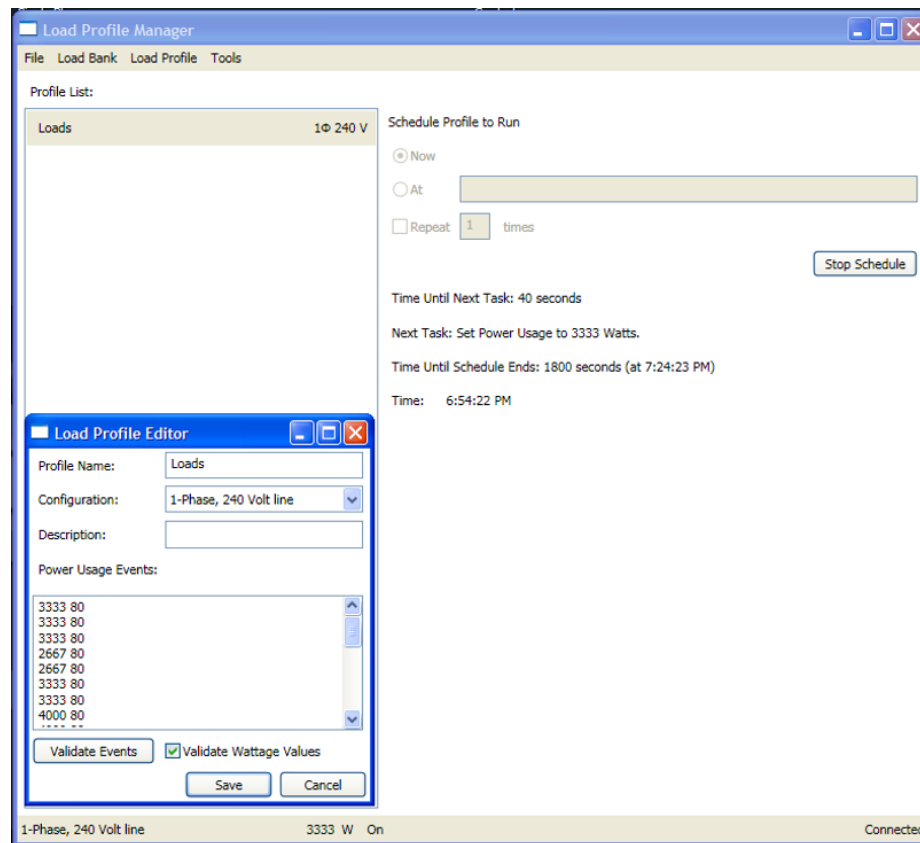 Load Profile Manager
File Load Bank Load Profile Tools
Profile List:
Loads 1Φ 240 V
Schedule Profile to Run
Now
At
Repeat 1 times
Stop Schedule
Time Until Next Task: 40 seconds
Next Task: Set Power Usage to 3333 Watts.
Time Until Schedule Ends: 1800 seconds (at 7:24:23 PM)
Time: 6:54:22 PM
Load Profile Editor
Profile Name: Loads
Configuration: 1-Phase, 240 Volt line
Description:
Power Usage Events:
3333 80
3333 80
3333 80
2667 80
2667 80
3333 80
3333 80
4000 80
Validate Events Validate Wattage Values
Save Cancel
1-Phase, 240 Volt line 3333 W On Connected